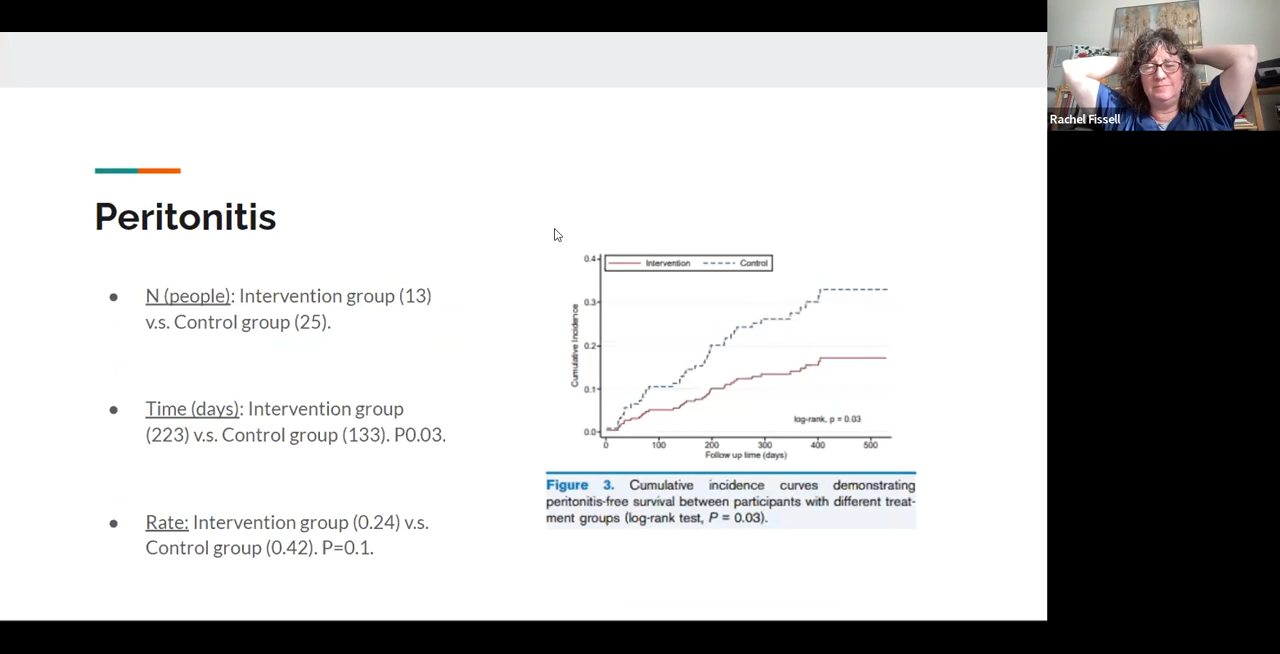 Rachel Fissell
Peritonitis
● N (people): Intervention group (13)
v.s. Control group (25).
● Time (days): Intervention group
(223) v.s. Control group (133). P0.03.
● Rate: Intervention group (0.24) v.s.
Control group (0.42). P=0.1.
Intervention Control
0.4
0.3
0.2
0.1
0.0
Cumulative Incidence
log-rank, p = 0.03
0 100 200 300 400 500
Follow up time (days)
Figure 3. Cumulative incidence curves demonstrating
peritonitis-free survival between participants with different treat-
ment groups (log-rank test, P = 0.03).